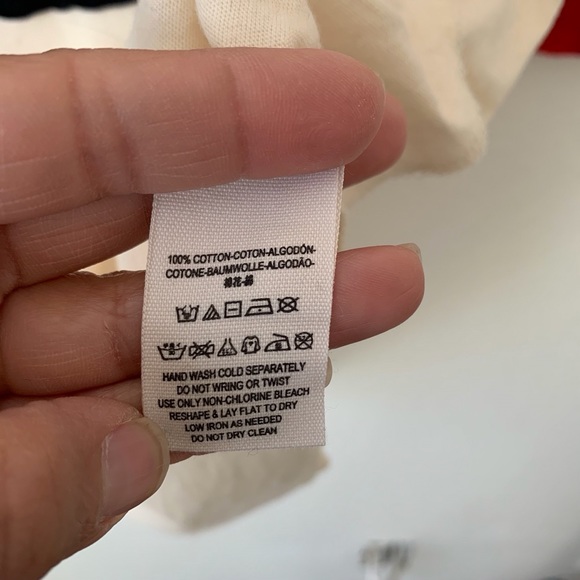 100% COTTON-COTON-ALGODÓN-
COTONE-BAUMWOLLE-ALGODÃO-
HAND WASH COLD SEPARATELY
DO NOT WRING OR TWIST
USE ONLY NON-CHLORINE BLEACH
RESHAPE & LAY FLAT TO DRY
LOW IRON AS NEEDED
DO NOT DRY CLEAN